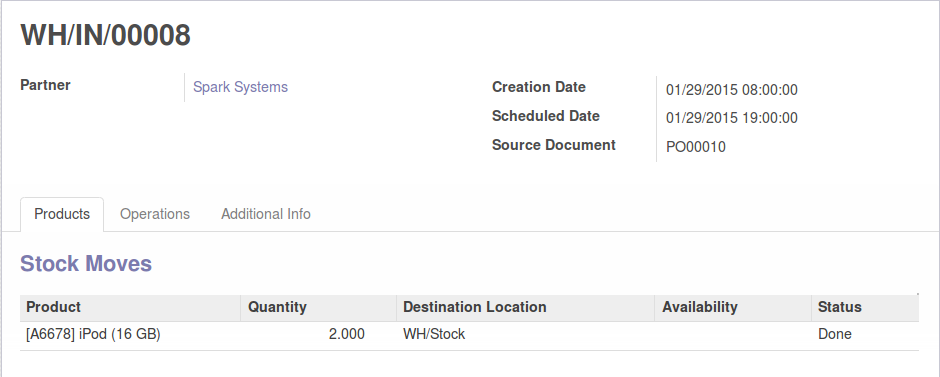 WH/IN/00008
Partner Spark Systems
Creation Date 01/29/2015 08:00:00
Scheduled Date 01/29/2015 19:00:00
Source Document PO00010
Products Operations Additional Info
Stock Moves
Product Quantity Destination Location Availability Status
[A6678] iPod (16 GB) 2.000 WH/Stock Done